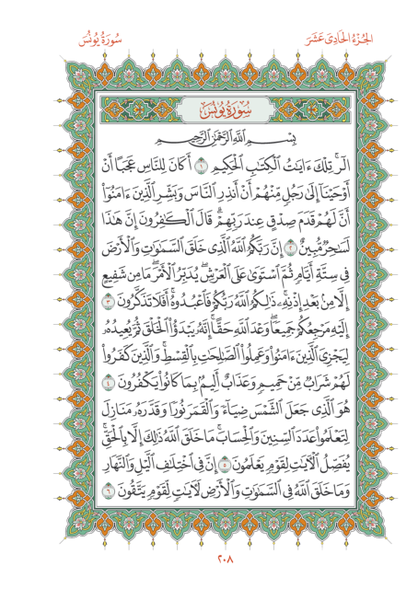 الجُزْءُ الحَادِىَ عَشَرَ
سُورَةُ يُونُسَ
سُورَةُ يُونُسَ
بِسْمِ ٱللَّهِ ٱلرَّحْمَٰنِ ٱلرَّحِيمِ
الٓرۚ تِلْكَ ءَايَٰتُ ٱلْكِتَٰبِ ٱلْحَكِيمِ ١ أَكَانَ لِلنَّاسِ عَجَبًا أَنْ
أَوْحَيْنَآ إِلَىٰ رَجُلٍ مِّنْهُمْ أَنْ أَنذِرِ ٱلنَّاسَ وَبَشِّرِ ٱلَّذِينَ ءَامَنُوٓا۟
أَنَّ لَهُمْ قَدَمَ صِدْقٍ عِندَ رَبِّهِمْۗ قَالَ ٱلْكَٰفِرُونَ إِنَّ هَٰذَا
لَسَٰحِرٌ مُّبِينٌ ٢ إِنَّ رَبَّكُمُ ٱللَّهُ ٱلَّذِى خَلَقَ ٱلسَّمَٰوَٰتِ وَٱلْأَرْضَ
فِى سِتَّةِ أَيَّامٍ ثُمَّ ٱسْتَوَىٰ عَلَى ٱلْعَرْشِۖ يُدَبِّرُ ٱلْأَمْرَۖ مَا مِن شَفِيعٍ
إِلَّا مِنۢ بَعْدِ إِذْنِهِۦۚ ذَٰلِكُمُ ٱللَّهُ رَبُّكُمْ فَٱعْبُدُوهُۚ أَفَلَا تَذَكَّرُونَ ٣
إِلَيْهِ مَرْجِعُكُمْ جَمِيعًاۖ وَعْدَ ٱللَّهِ حَقًّاۚ إِنَّهُۥ يَبْدَؤُا۟ ٱلْخَلْقَ ثُمَّ يُعِيدُهُۥ
لِيَجْزِىَ ٱلَّذِينَ ءَامَنُوا۟ وَعَمِلُوا۟ ٱلصَّٰلِحَٰتِ بِٱلْقِسْطِۚ وَٱلَّذِينَ كَفَرُوا۟
لَهُمْ شَرَابٌ مِّنْ حَمِيمٍ وَعَذَابٌ أَلِيمٌۢ بِمَا كَانُوا۟ يَكْفُرُونَ ٤
هُوَ ٱلَّذِى جَعَلَ ٱلشَّمْسَ ضِيَآءً وَٱلْقَمَرَ نُورًا وَقَدَّرَهُۥ مَنَازِلَ
لِتَعْلَمُوا۟ عَدَدَ ٱلسِّنِينَ وَٱلْحِسَابَۚ مَا خَلَقَ ٱللَّهُ ذَٰلِكَ إِلَّا بِٱلْحَقِّۚ
يُفَصِّلُ ٱلْءَايَٰتِ لِقَوْمٍ يَعْلَمُونَ ٥ إِنَّ فِى ٱخْتِلَٰفِ ٱلَّيْلِ وَٱلنَّهَارِ
وَمَا خَلَقَ ٱللَّهُ فِى ٱلسَّمَٰوَٰتِ وَٱلْأَرْضِ لَءَايَٰتٍ لِّقَوْمٍ يَتَّقُونَ ٦
٢٠٨